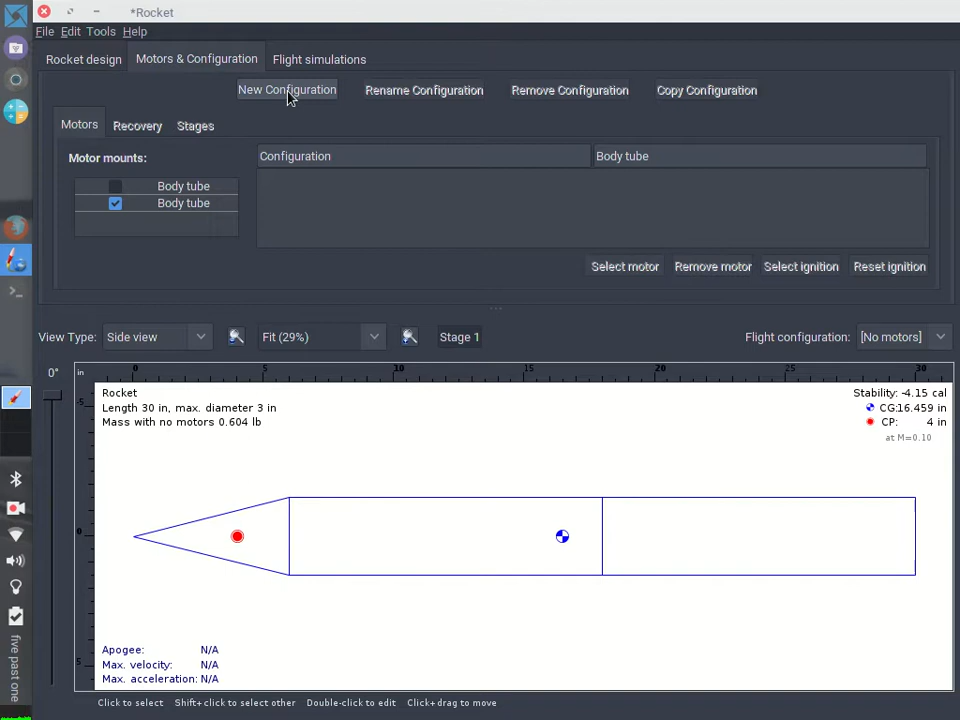 *Rocket
File Edit Tools Help
Rocket design Motors & Configuration Flight simulations
New Configuration Rename Configuration Remove Configuration Copy Configuration
Motors Recovery Stages
Motor mounts:
Configuration Body tube
Body tube
Body tube
Select motor Remove motor Select ignition Reset ignition
View Type: Side view Fit (29%) Stage 1 Flight configuration: [No motors]
0°
in 0 5 10 15 20 25 30
-5
0
5
Rocket
Length 30 in, max. diameter 3 in
Mass with no motors 0.604 lb
Stability: -4.15 cal
CG:16.459 in
CP: 4 in
at M=0.10
Apogee: N/A
Max. velocity: N/A
Max. acceleration: N/A
Click to select Shift+click to select other Double-click to edit Click+drag to move
five past one